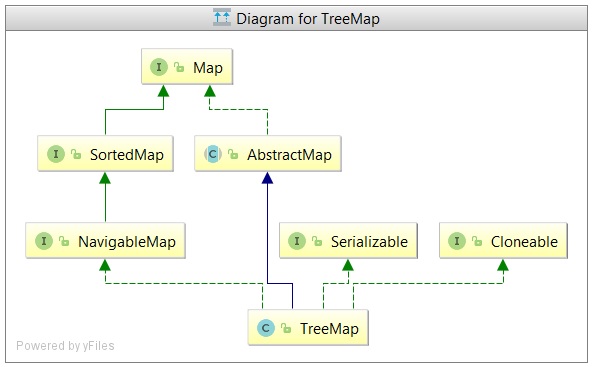 Diagram for TreeMap
I Map
I SortedMap
C AbstractMap
I NavigableMap
I Serializable
I Cloneable
C TreeMap
Powered by yFiles